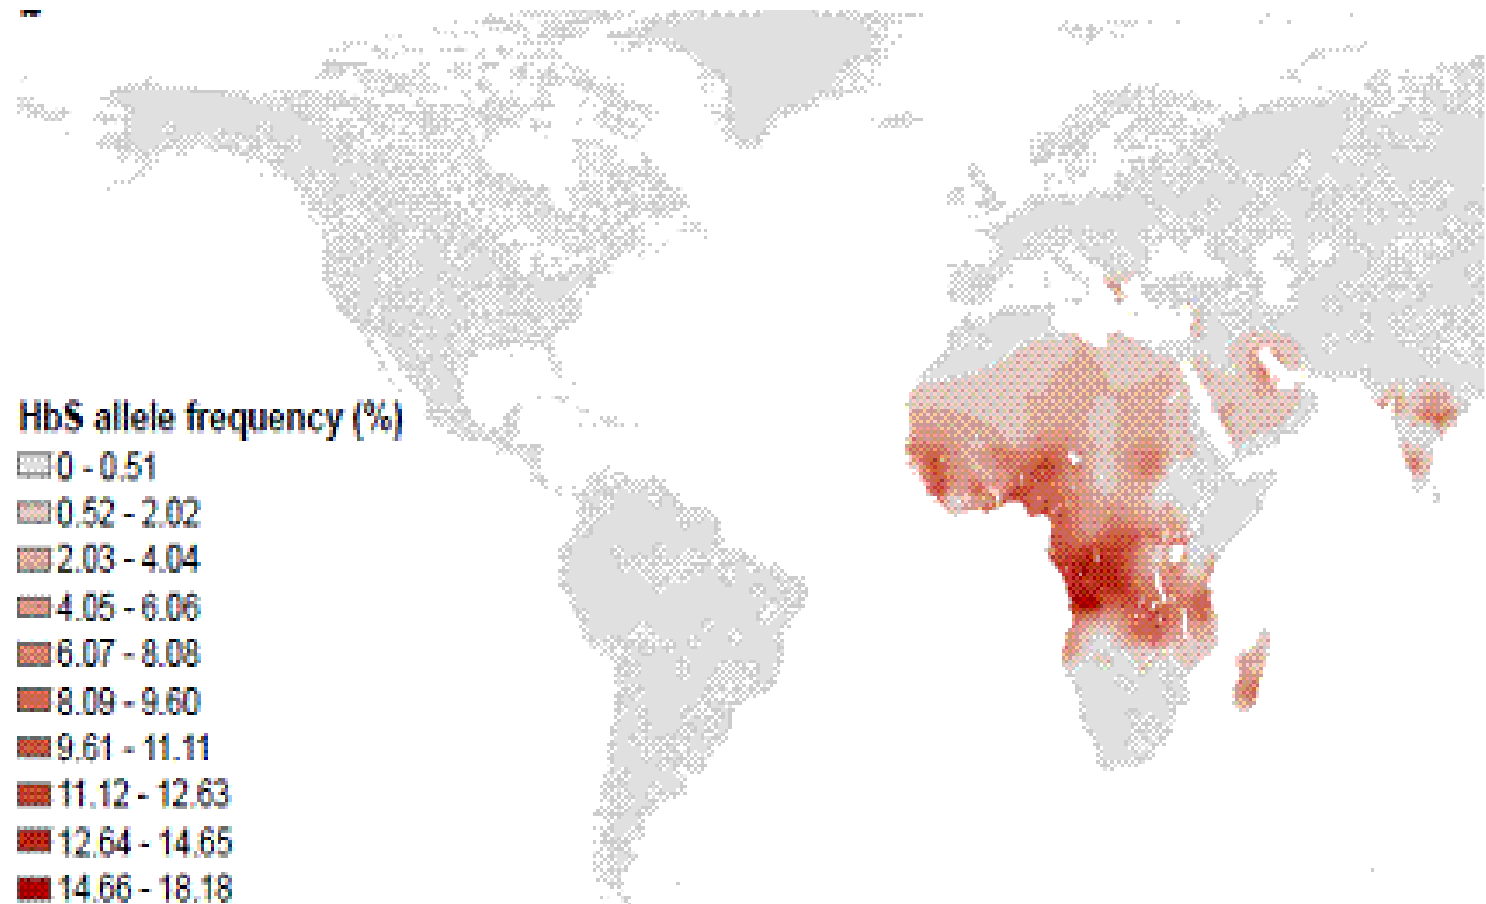 HbS allele frequency (%)
0 - 0.51
0.52 - 2.02
2.03 - 4.04
4.05 - 6.06
6.07 - 8.08
8.09 - 9.60
9.61 - 11.11
11.12 - 12.63
12.64 - 14.65
14.66 - 18.18